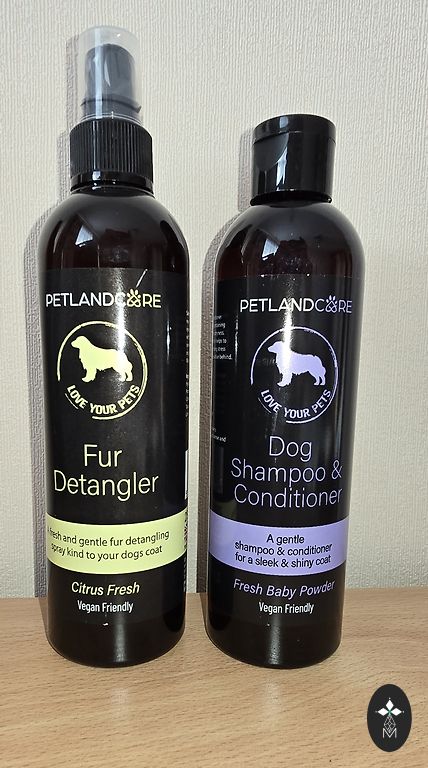 PETLANDCARE
LOVE YOUR PETS
Fur
Detangler
A fresh and gentle fur detangling
spray kind to your dogs coat
Citrus Fresh
Vegan Friendly
PETLANDCARE
LOVE YOUR PETS
Dog
Shampoo &
Conditioner
A gentle
shampoo & conditioner
for a sleek & shiny coat
Fresh Baby Powder
Vegan Friendly
M